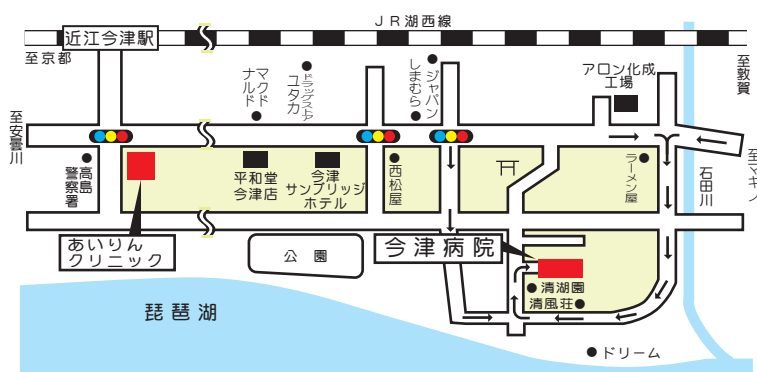 JR湖西線
近江今津駅
至京都
至敦賀
マクド
ナルド
ドラッグストア
ユタカ
ジャパン
しまむら
アロン化成
工場
至安曇川
至マキノ
高島
警察署
平和堂
今津店
今津
サンブリッジ
ホテル
西松屋
ラーメン屋
石田川
あいりん
クリニック
公園
今津病院
清湖園
清風荘
琵琶湖
ドリーム